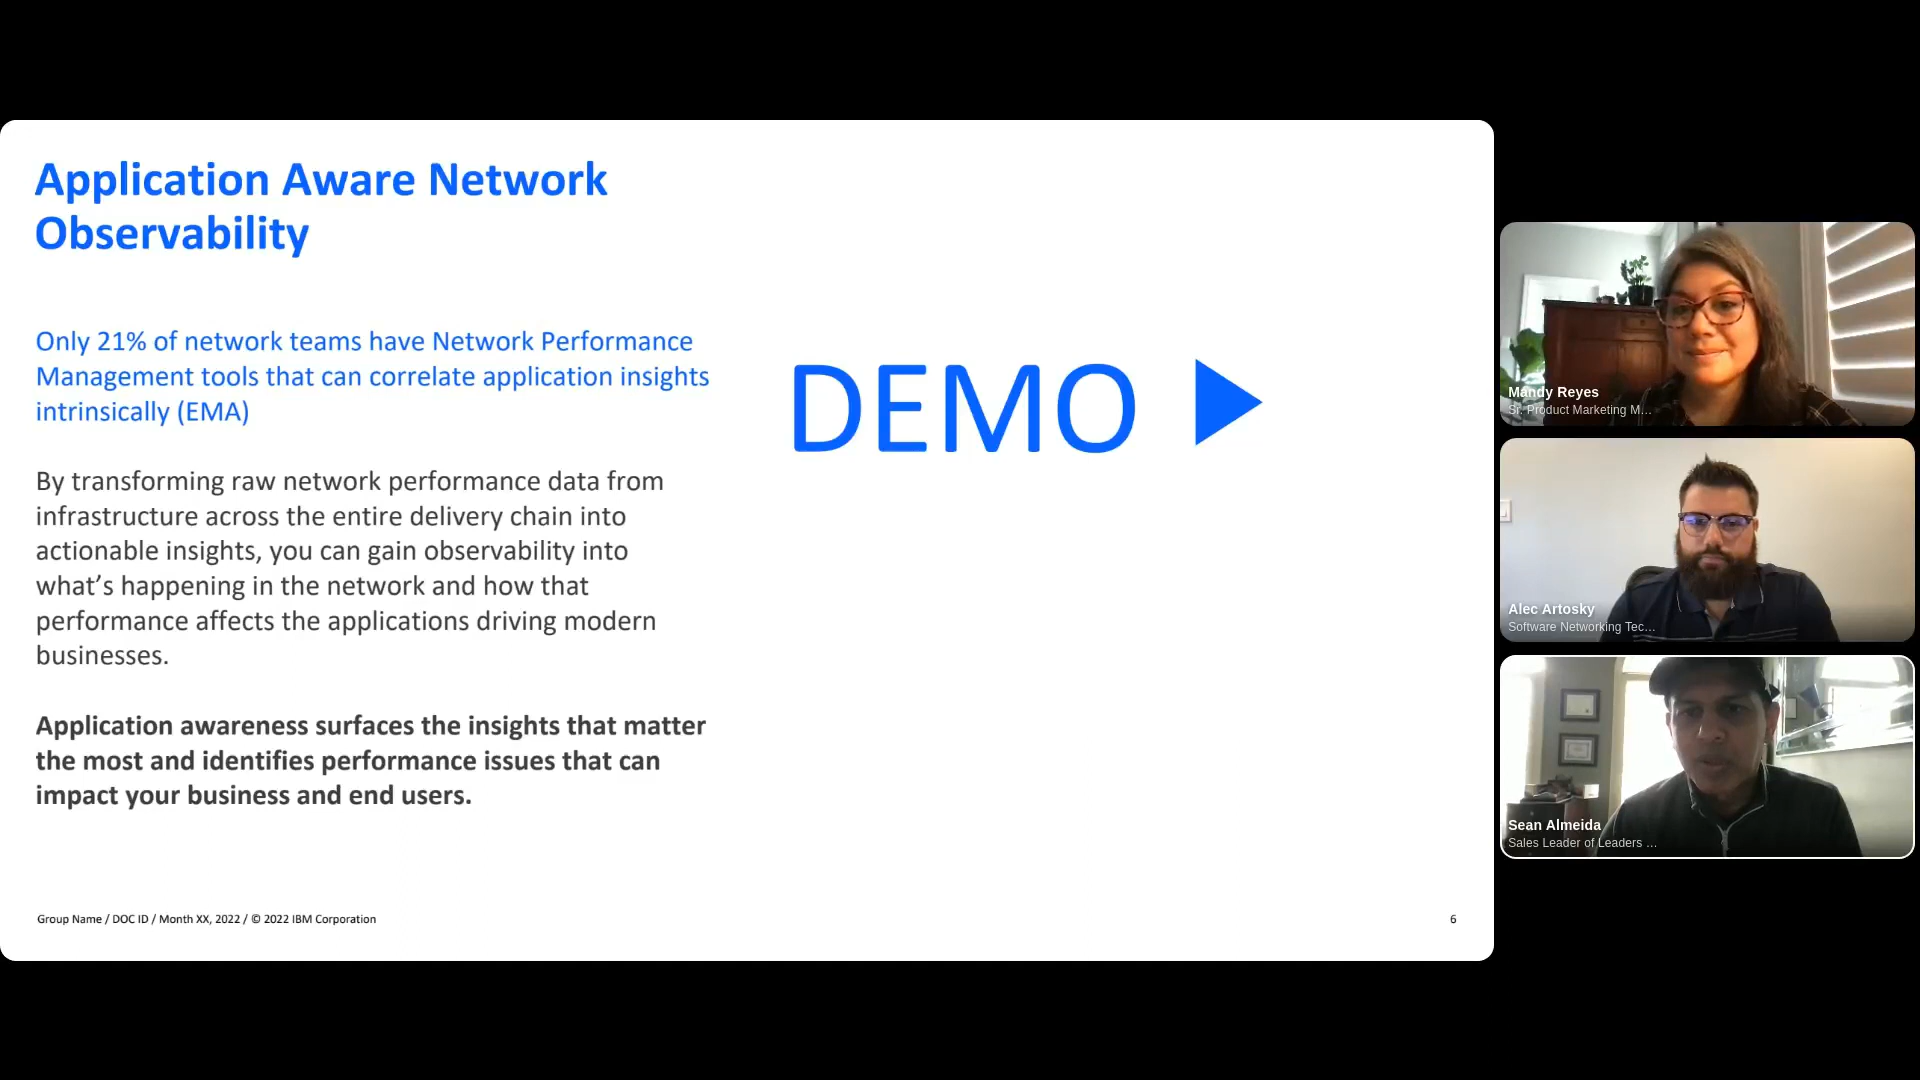 Application Aware Network
Observability
Only 21% of network teams have Network Performance
Management tools that can correlate application insights
intrinsically (EMA)
By transforming raw network performance data from
infrastructure across the entire delivery chain into
actionable insights, you can gain observability into
what’s happening in the network and how that
performance affects the applications driving modern
businesses.
Application awareness surfaces the insights that matter
the most and identifies performance issues that can
impact your business and end users.
DEMO
Group Name / DOC ID / Month XX, 2022 / © 2022 IBM Corporation
6
Mandy Reyes
Sr. Product Marketing M...
Alec Artosky
Software Networking Tec...
Sean Almeida
Sales Leader of Leaders ...